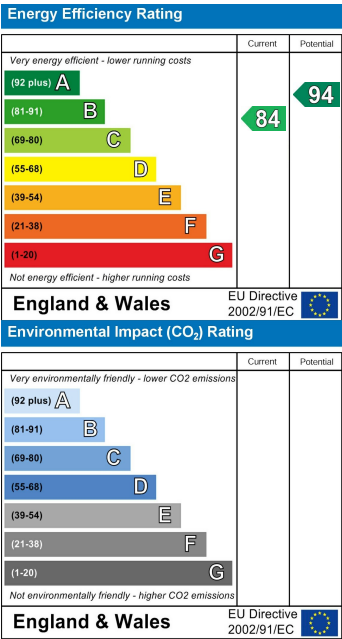 Energy Efficiency Rating
Current Potential
Very energy efficient - lower running costs
(92 plus) A
(81-91) B
(69-80) C
(55-68) D
(39-54) E
(21-38) F
(1-20) G
84
94
Not energy efficient - higher running costs
England & Wales
EU Directive
2002/91/EC
Environmental Impact (CO₂) Rating
Current Potential
Very environmentally friendly - lower CO2 emissions
(92 plus) A
(81-91) B
(69-80) C
(55-68) D
(39-54) E
(21-38) F
(1-20) G
Not environmentally friendly - higher CO2 emissions
England & Wales
EU Directive
2002/91/EC